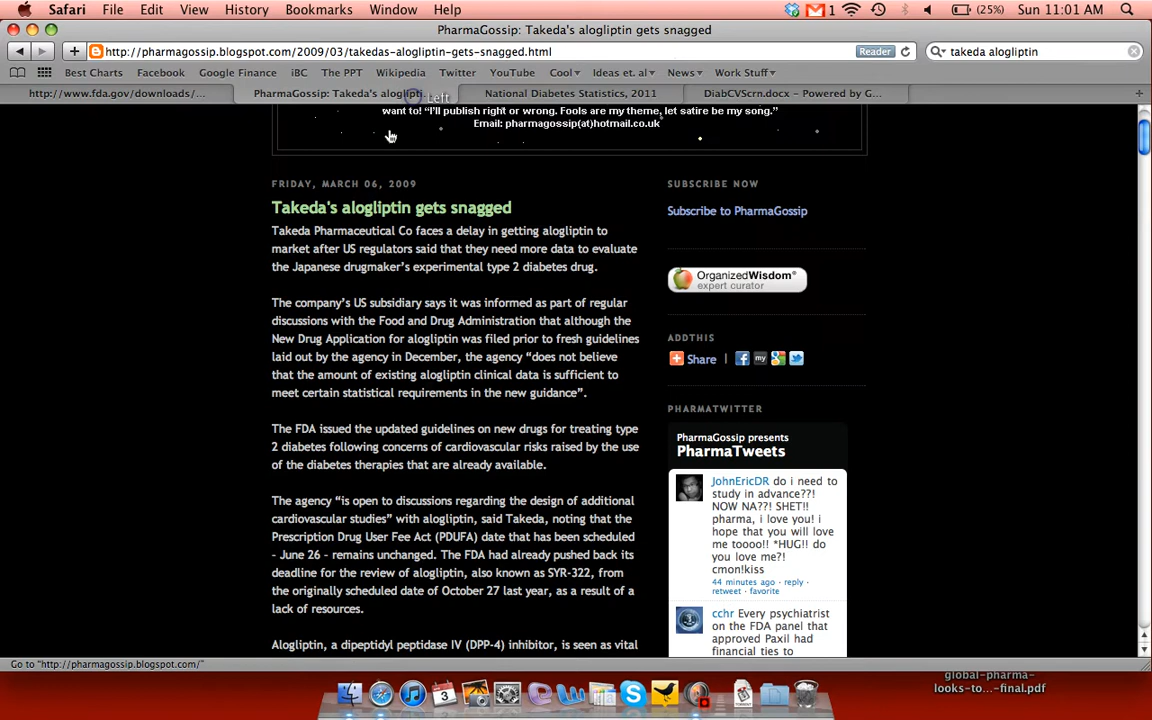 Safari File Edit View History Bookmarks Window Help 1 (25%) Sun 11:01 AM
PharmaGossip: Takeda's alogliptin gets snagged
http://pharmagossip.blogspot.com/2009/03/takedas-alogliptin-gets-snagged.html Reader takeda alogliptin
Best Charts Facebook Google Finance iBC The PPT Wikipedia Twitter YouTube Cool Ideas et. al News Work Stuff
http://www.fda.gov/downloads/... PharmaGossip: Takeda's aloglipti... Left National Diabetes Statistics, 2011 DiabCVScrn.docx – Powered by G...
want to! “I'll publish right or wrong. Fools are my theme, let satire be my song.”
Email: pharmagossip(at)hotmail.co.uk
FRIDAY, MARCH 06, 2009
Takeda's alogliptin gets snagged
Takeda Pharmaceutical Co faces a delay in getting alogliptin to
market after US regulators said that they need more data to evaluate
the Japanese drugmaker’s experimental type 2 diabetes drug.
The company’s US subsidiary says it was informed as part of regular
discussions with the Food and Drug Administration that although the
New Drug Application for alogliptin was filed prior to fresh guidelines
laid out by the agency in December, the agency “does not believe
that the amount of existing alogliptin clinical data is sufficient to
meet certain statistical requirements in the new guidance”.
The FDA issued the updated guidelines on new drugs for treating type
2 diabetes following concerns of cardiovascular risks raised by the use
of the diabetes therapies that are already available.
The agency “is open to discussions regarding the design of additional
cardiovascular studies” with alogliptin, said Takeda, noting that the
Prescription Drug User Fee Act (PDUFA) date that has been scheduled
– June 26 – remains unchanged. The FDA had already pushed back its
deadline for the review of alogliptin, also known as SYR-322, from
the originally scheduled date of October 27 last year, as a result of a
lack of resources.
Alogliptin, a dipeptidyl peptidase IV (DPP-4) inhibitor, is seen as vital
SUBSCRIBE NOW
Subscribe to PharmaGossip
OrganizedWisdom®
expert curator
ADDTHIS
Share | my
PHARMATWITTER
PharmaGossip presents
PharmaTweets
JohnEricDR do i need to
study in advance??!
NOW NA??! SHET!!
pharma, i love you! i
hope that you will love
me toooo!! *HUG!! do
you love me?!
cmon!kiss
44 minutes ago · reply ·
retweet · favorite
cchr Every psychiatrist
on the FDA panel that
approved Paxil had
financial ties to
Go to "http://pharmagossip.blogspot.com/"
3
global-pharma-
looks-to...-final.pdf